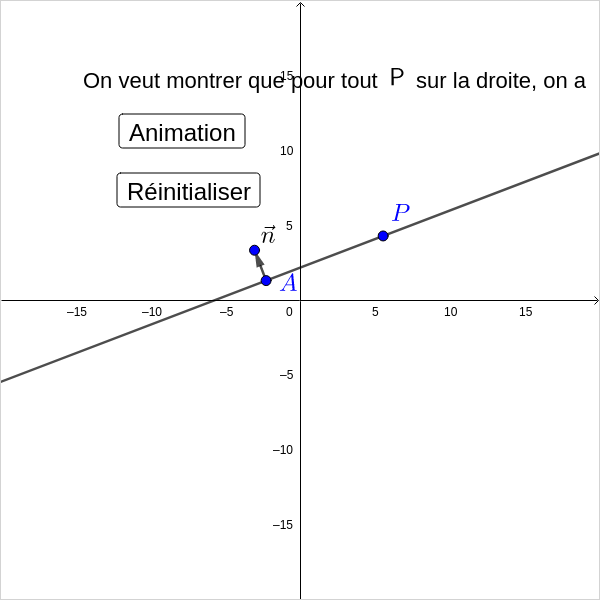 On veut montrer que pour tout P sur la droite, on a
15
Animation
10
Réinitialiser
P
5
n⃗
A
–15 –10 –5 0 5 10 15
–5
–10
–15